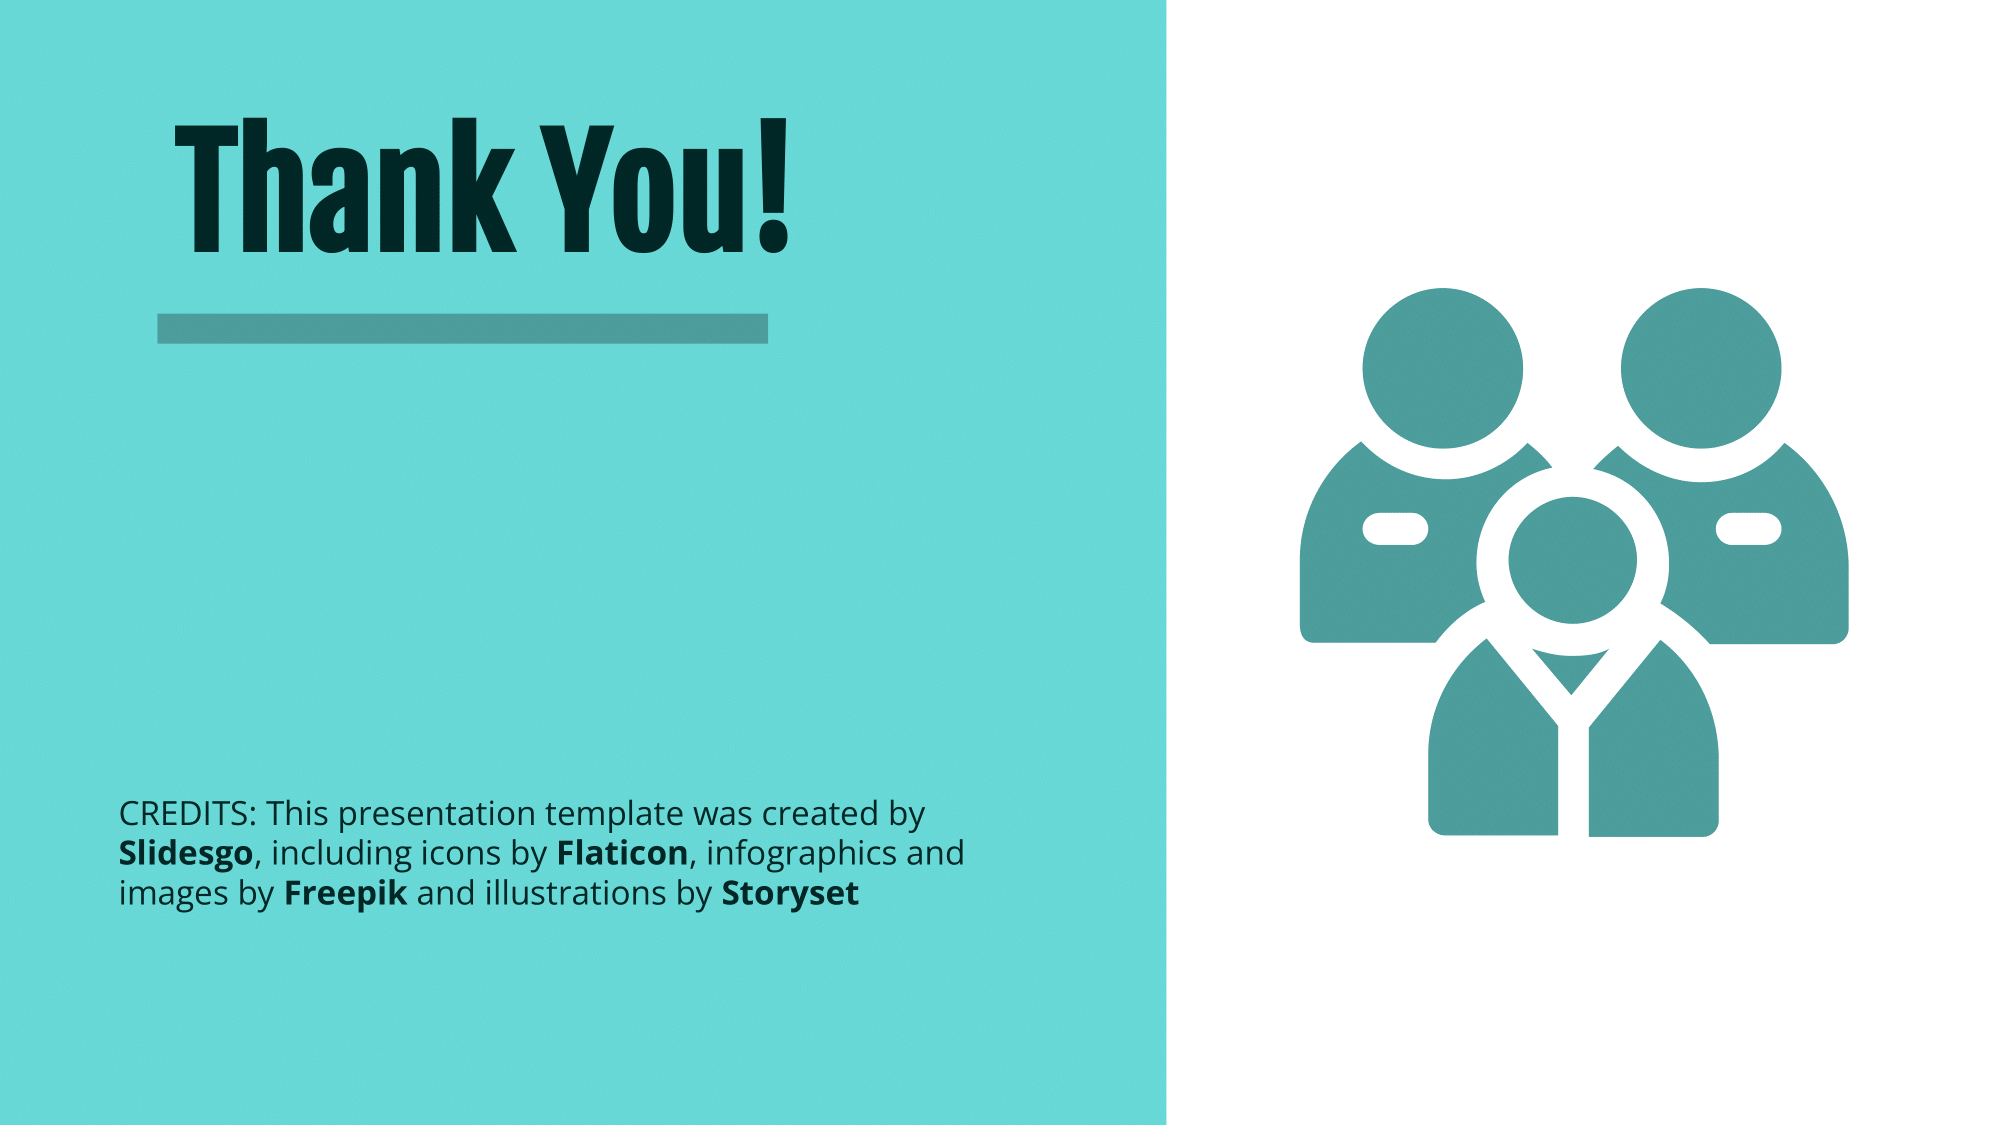 Thank You!
CREDITS: This presentation template was created by
Slidesgo, including icons by Flaticon, infographics and
images by Freepik and illustrations by Storyset